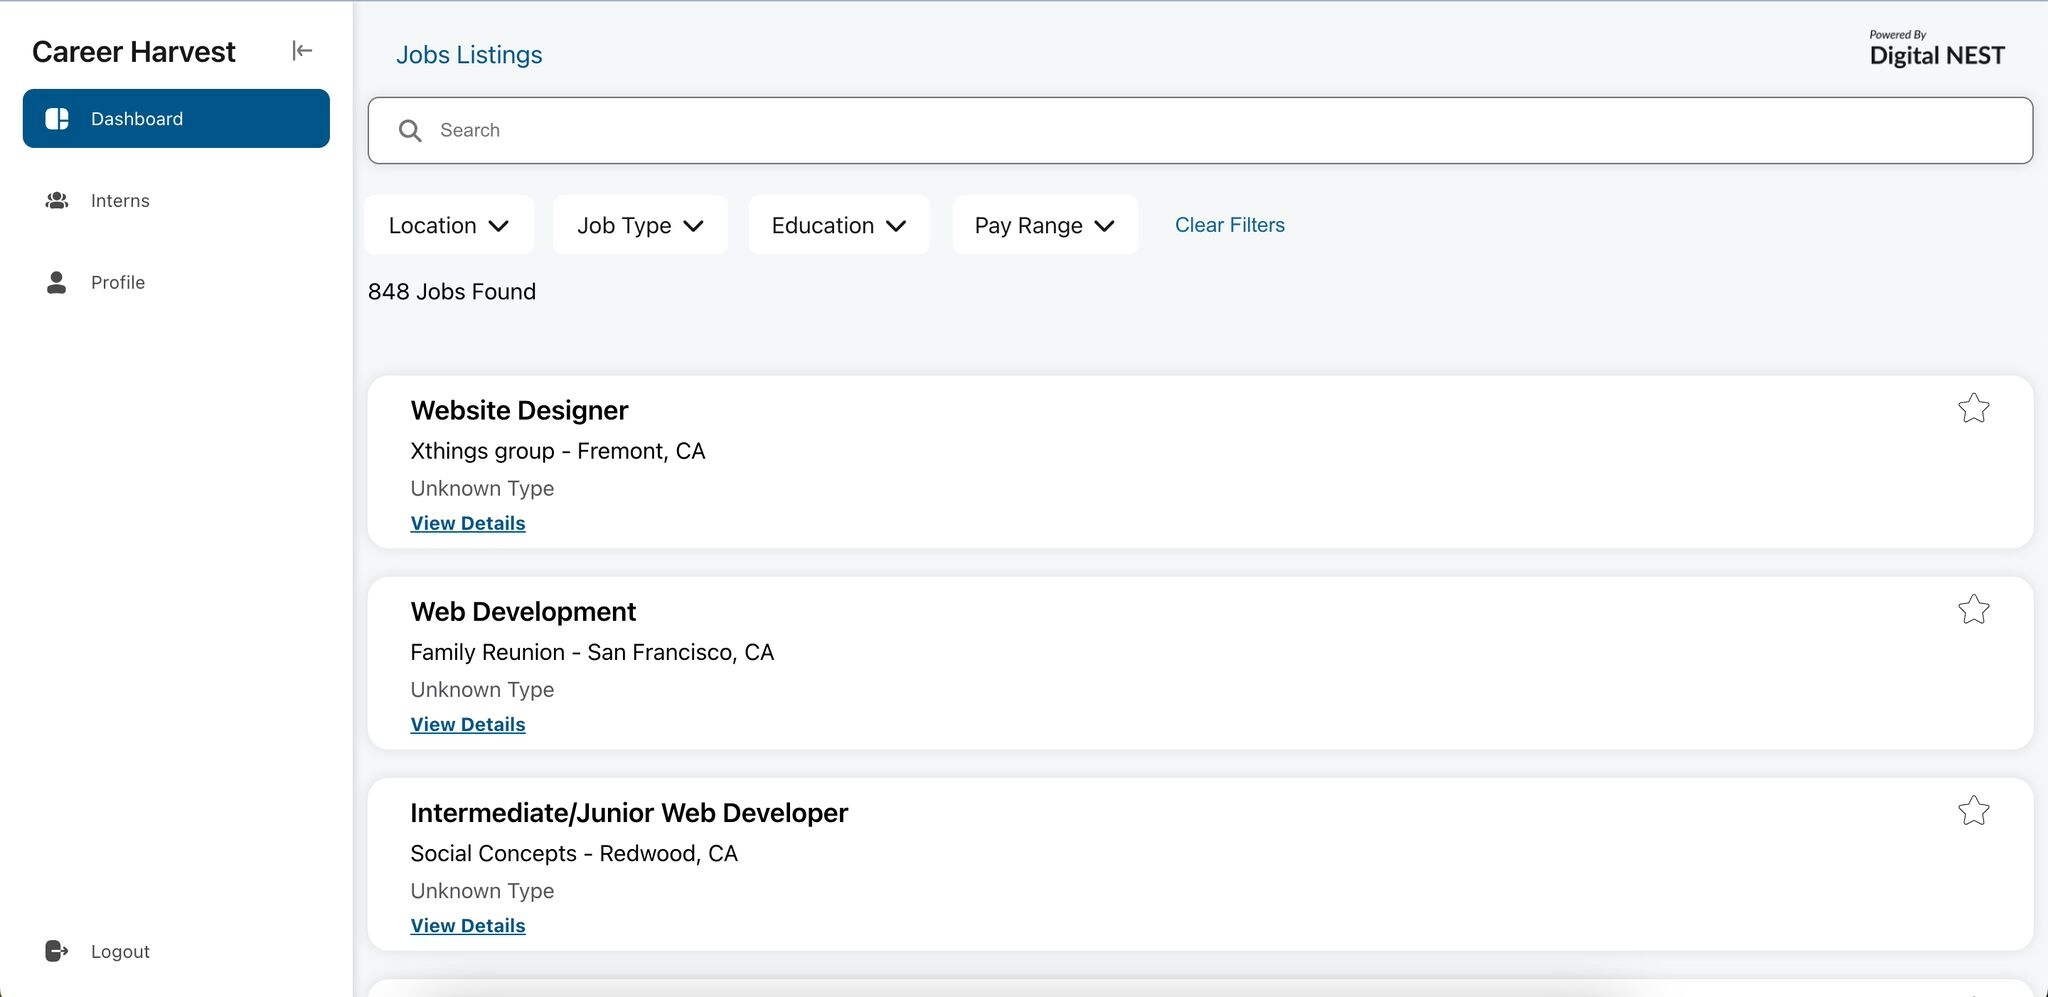 Career Harvest
Dashboard
Interns
Profile
Logout
Jobs Listings
Powered By
Digital NEST
Search
Location
Job Type
Education
Pay Range
Clear Filters
848 Jobs Found
Website Designer
Xthings group - Fremont, CA
Unknown Type
View Details
Web Development
Family Reunion - San Francisco, CA
Unknown Type
View Details
Intermediate/Junior Web Developer
Social Concepts - Redwood, CA
Unknown Type
View Details